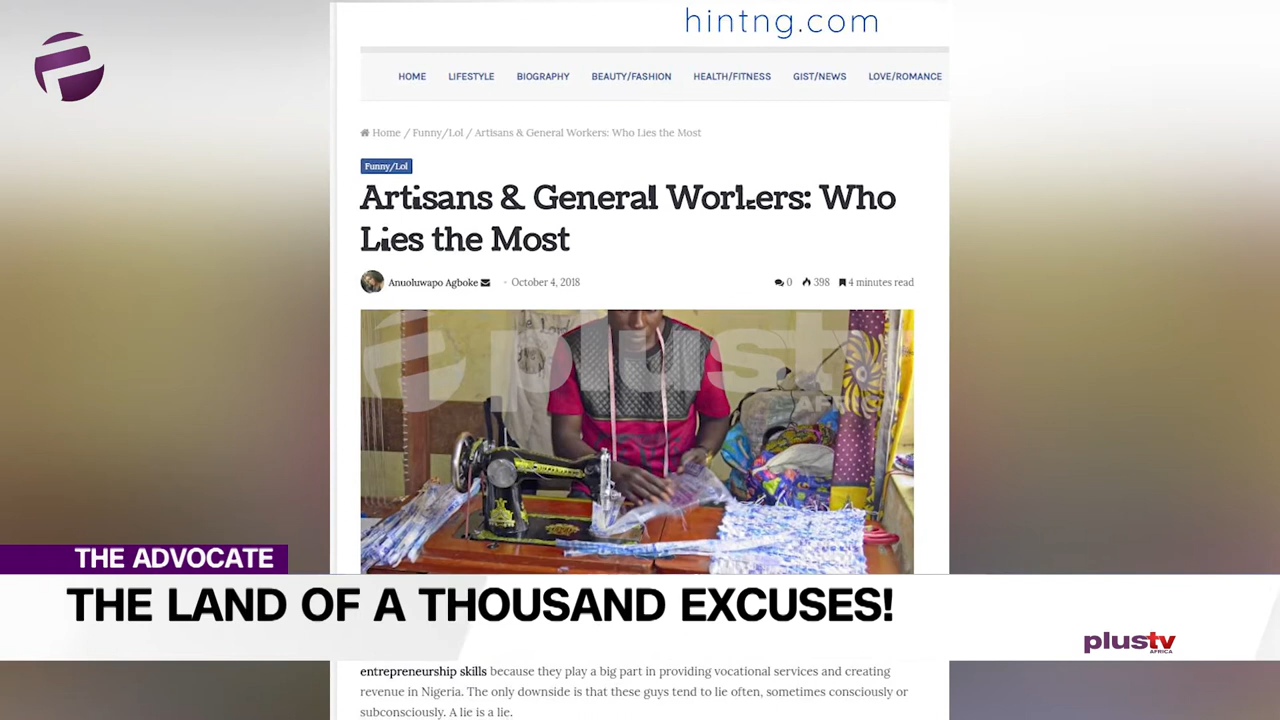 hintng.com
HOME LIFESTYLE BIOGRAPHY BEAUTY/FASHION HEALTH/FITNESS GIST/NEWS LOVE/ROMANCE
Home / Funny/Lol / Artisans & General Workers: Who Lies the Most
Funny/Lol
Artisans & General Workers: Who
Lies the Most
Anuoluwapo Agboke - October 4, 2018 0 398 4 minutes read
plustv
AFRICA
THE ADVOCATE
THE LAND OF A THOUSAND EXCUSES!
plustv
AFRICA
entrepreneurship skills because they play a big part in providing vocational services and creating
revenue in Nigeria. The only downside is that these guys tend to lie often, sometimes consciously or
subconsciously. A lie is a lie.